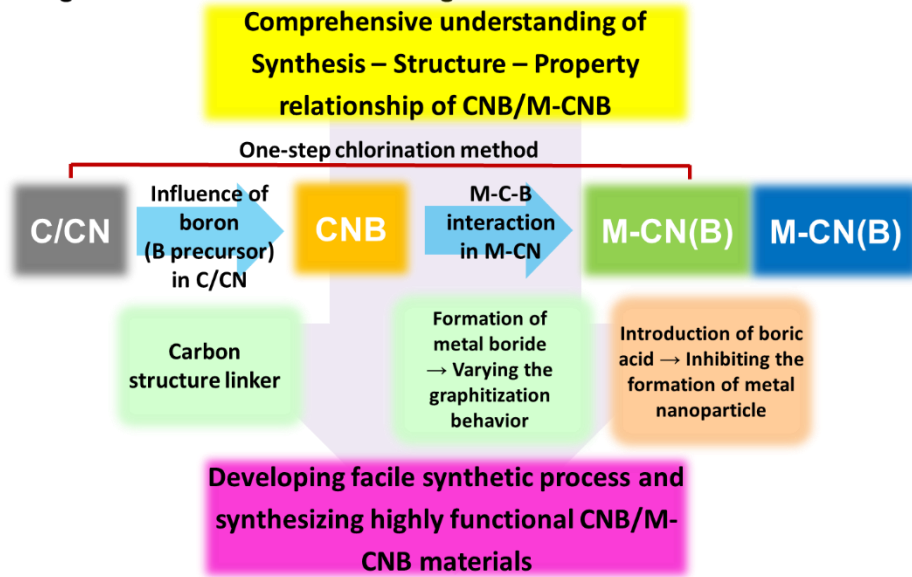 Comprehensive understanding of
Synthesis – Structure – Property
relationship of CNB/M-CNB
One-step chlorination method
C/CN
Influence of
boron
(B precursor)
in C/CN
CNB
M-C-B
interaction
in M-CN
M-CN(B)
M-CN(B)
Carbon
structure linker
Formation of
metal boride
→ Varying the
graphitization
behavior
Introduction of boric
acid → Inhibiting the
formation of metal
nanoparticle
Developing facile synthetic process and
synthesizing highly functional CNB/M-
CNB materials